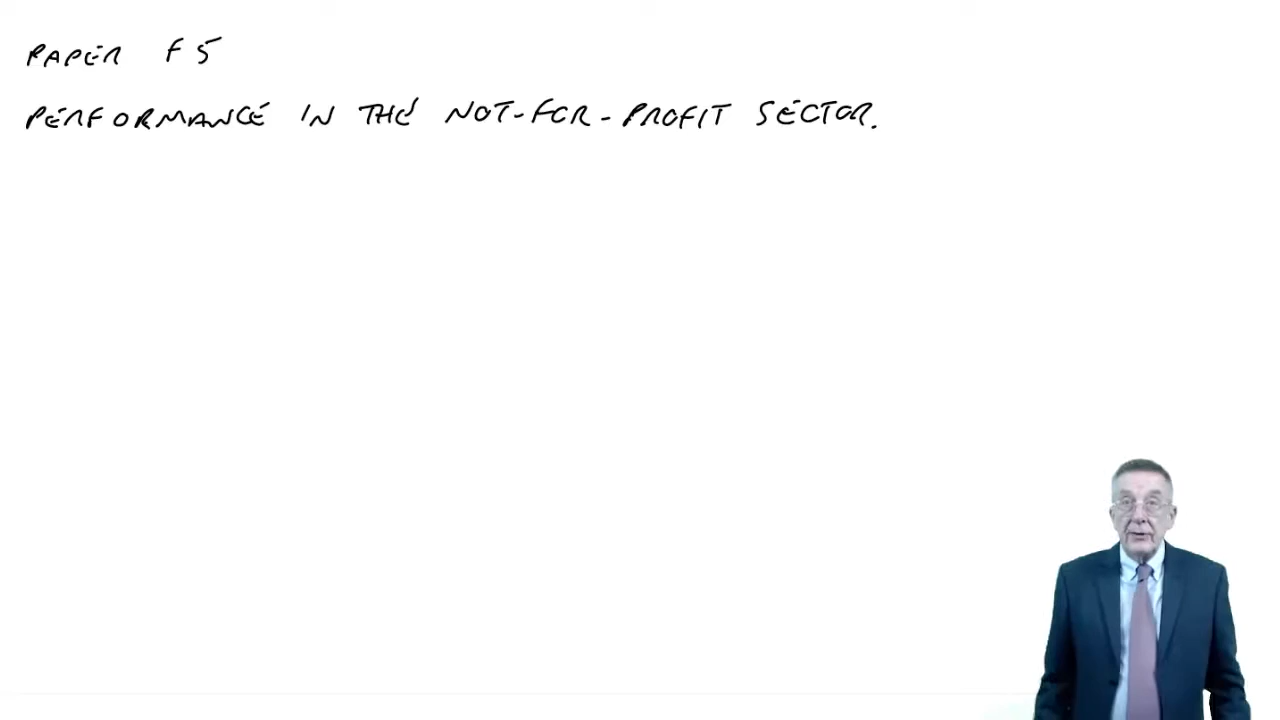 PAPER F5
PERFORMANCE IN THE NOT-FOR-PROFIT SECTOR.